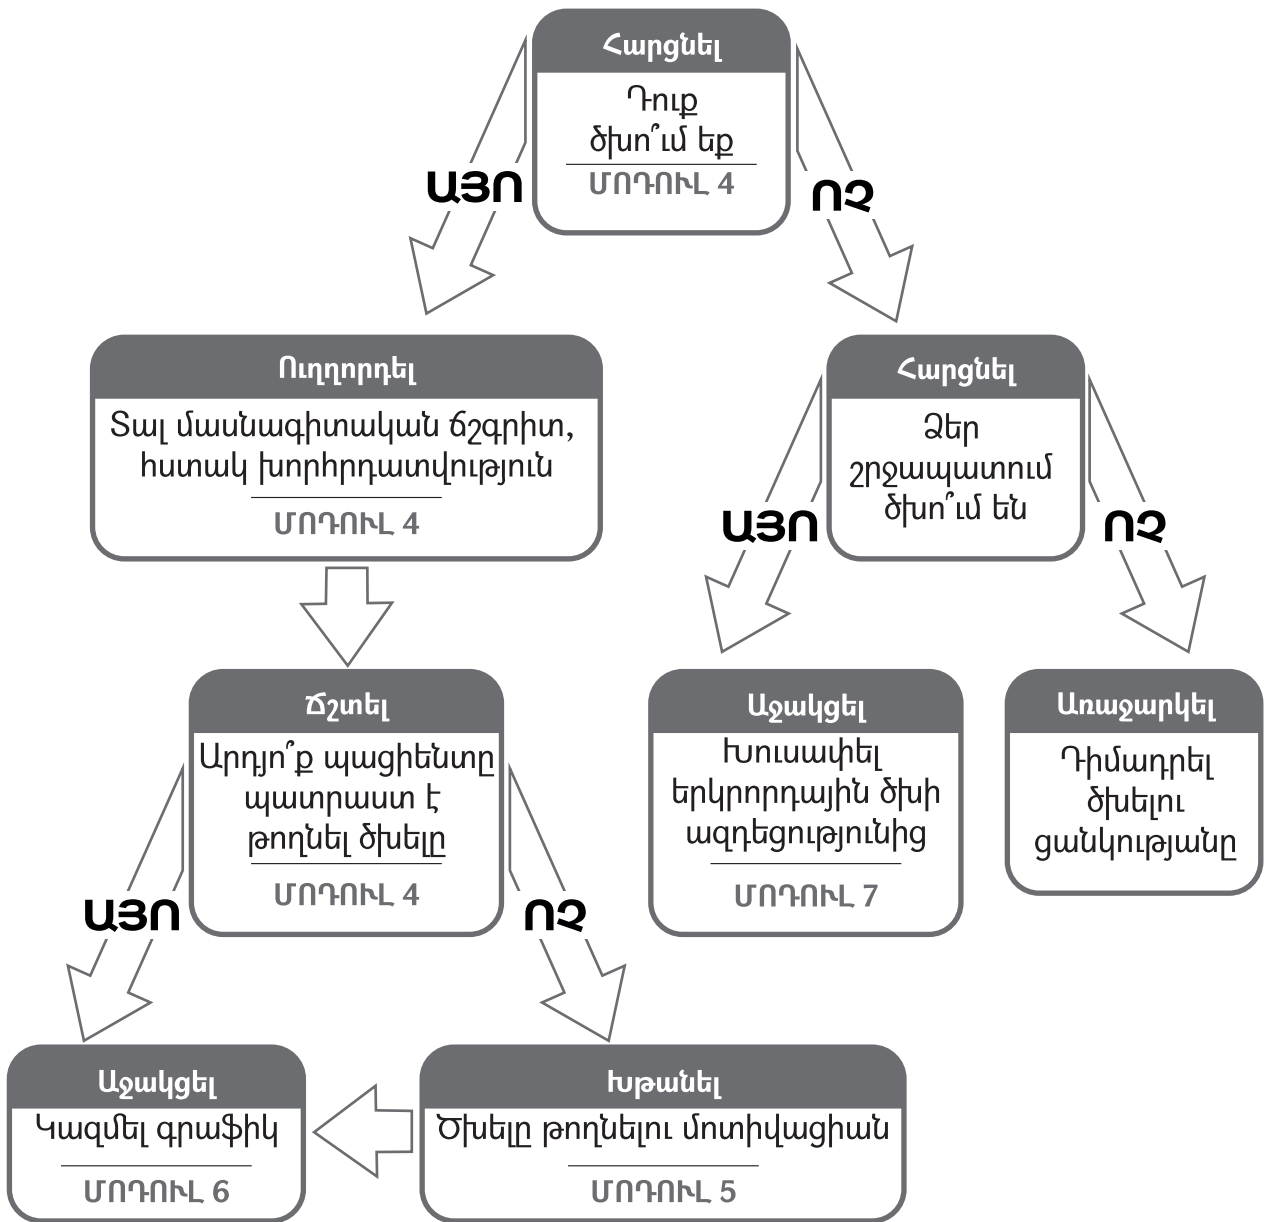 Հարցնել
Դուք
ծխո՞ւմ եք
ՄՈԴՈՒԼ 4
ԱՅՈ
ՈՉ
Ուղղորդել
Տալ մասնագիտական ճշգրիտ,
հստակ խորհրդատվություն
ՄՈԴՈՒԼ 4
Հարցնել
Ձեր
շրջապատում
ծխո՞ւմ են
ԱՅՈ
ՈՉ
Ճշտել
Արդյո՞ք պացիենտը
պատրաստ է
թողնել ծխելը
ՄՈԴՈՒԼ 4
Աջակցել
Խուսափել
երկրորդային ծխի
ազդեցությունից
ՄՈԴՈՒԼ 7
Առաջարկել
Դիմադրել
ծխելու
ցանկությանը
ԱՅՈ
ՈՉ
Աջակցել
Կազմել գրաֆիկ
ՄՈԴՈՒԼ 6
Խթանել
Ծխելը թողնելու մոտիվացիան
ՄՈԴՈՒԼ 5